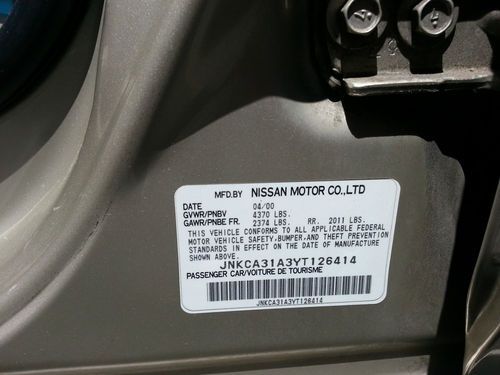 MFD.BY NISSAN MOTOR CO.,LTD
DATE 04/00
GVWR/PNBV 4370 LBS.
GAWR/PNBE FR. 2374 LBS. RR. 2011 LBS.
THIS VEHICLE CONFORMS TO ALL APPLICABLE FEDERAL
MOTOR VEHICLE SAFETY,BUMPER,AND THEFT PREVENTION
STANDARDS IN EFFECT ON THE DATE OF MANUFACTURE
SHOWN ABOVE.
JNKCA31A3YT126414
PASSENGER CAR/VOITURE DE TOURISME
JNKCA31A3YT126414